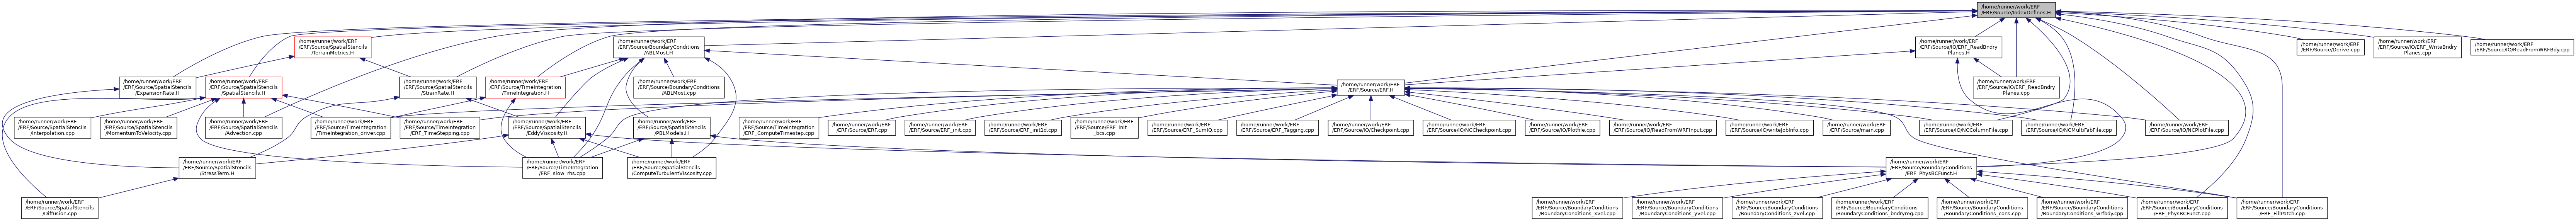 /home/runner/work/ERF
/ERF/Source/IndexDefines.H
/home/runner/work/ERF
/ERF/Source/SpatialStencils
/TerrainMetrics.H
/home/runner/work/ERF
/ERF/Source/BoundaryConditions
/ABLMost.H
/home/runner/work/ERF
/ERF/Source/IO/ERF_ReadBndry
Planes.H
/home/runner/work/ERF
/ERF/Source/Derive.cpp
/home/runner/work/ERF
/ERF/Source/IO/ERF_WriteBndry
Planes.cpp
/home/runner/work/ERF
/ERF/Source/IO/ReadFromWRFBdy.cpp
/home/runner/work/ERF
/ERF/Source/SpatialStencils
/ExpansionRate.H
/home/runner/work/ERF
/ERF/Source/SpatialStencils
/SpatialStencils.H
/home/runner/work/ERF
/ERF/Source/SpatialStencils
/StrainRate.H
/home/runner/work/ERF
/ERF/Source/TimeIntegration
/TimeIntegration.H
/home/runner/work/ERF
/ERF/Source/BoundaryConditions
/ABLMost.cpp
/home/runner/work/ERF
/ERF/Source/ERF.H
/home/runner/work/ERF
/ERF/Source/IO/ERF_ReadBndry
Planes.cpp
/home/runner/work/ERF
/ERF/Source/SpatialStencils
/Interpolation.cpp
/home/runner/work/ERF
/ERF/Source/SpatialStencils
/MomentumToVelocity.cpp
/home/runner/work/ERF
/ERF/Source/SpatialStencils
/Advection.cpp
/home/runner/work/ERF
/ERF/Source/TimeIntegration
/TimeIntegration_driver.cpp
/home/runner/work/ERF
/ERF/Source/TimeIntegration
/ERF_TimeStepping.cpp
/home/runner/work/ERF
/ERF/Source/SpatialStencils
/EddyViscosity.H
/home/runner/work/ERF
/ERF/Source/SpatialStencils
/PBLModels.H
/home/runner/work/ERF
/ERF/Source/TimeIntegration
/ERF_ComputeTimestep.cpp
/home/runner/work/ERF
/ERF/Source/ERF.cpp
/home/runner/work/ERF
/ERF/Source/ERF_init.cpp
/home/runner/work/ERF
/ERF/Source/ERF_init1d.cpp
/home/runner/work/ERF
/ERF/Source/ERF_init
_bcs.cpp
/home/runner/work/ERF
/ERF/Source/ERF_SumIQ.cpp
/home/runner/work/ERF
/ERF/Source/ERF_Tagging.cpp
/home/runner/work/ERF
/ERF/Source/IO/Checkpoint.cpp
/home/runner/work/ERF
/ERF/Source/IO/NCCheckpoint.cpp
/home/runner/work/ERF
/ERF/Source/IO/Plotfile.cpp
/home/runner/work/ERF
/ERF/Source/IO/ReadFromWRFInput.cpp
/home/runner/work/ERF
/ERF/Source/IO/writeJobInfo.cpp
/home/runner/work/ERF
/ERF/Source/main.cpp
/home/runner/work/ERF
/ERF/Source/IO/NCColumnFile.cpp
/home/runner/work/ERF
/ERF/Source/IO/NCMultiFabFile.cpp
/home/runner/work/ERF
/ERF/Source/IO/NCPlotFile.cpp
/home/runner/work/ERF
/ERF/Source/SpatialStencils
/StressTerm.H
/home/runner/work/ERF
/ERF/Source/TimeIntegration
/ERF_slow_rhs.cpp
/home/runner/work/ERF
/ERF/Source/SpatialStencils
/ComputeTurbulentViscosity.cpp
/home/runner/work/ERF
/ERF/Source/BoundaryConditions
/ERF_PhysBCFunct.H
/home/runner/work/ERF
/ERF/Source/SpatialStencils
/Diffusion.cpp
/home/runner/work/ERF
/ERF/Source/BoundaryConditions
/BoundaryConditions_xvel.cpp
/home/runner/work/ERF
/ERF/Source/BoundaryConditions
/BoundaryConditions_yvel.cpp
/home/runner/work/ERF
/ERF/Source/BoundaryConditions
/BoundaryConditions_zvel.cpp
/home/runner/work/ERF
/ERF/Source/BoundaryConditions
/BoundaryConditions_bndryreg.cpp
/home/runner/work/ERF
/ERF/Source/BoundaryConditions
/BoundaryConditions_cons.cpp
/home/runner/work/ERF
/ERF/Source/BoundaryConditions
/BoundaryConditions_wrfbdy.cpp
/home/runner/work/ERF
/ERF/Source/BoundaryConditions
/ERF_PhysBCFunct.cpp
/home/runner/work/ERF
/ERF/Source/BoundaryConditions
/ERF_FillPatch.cpp